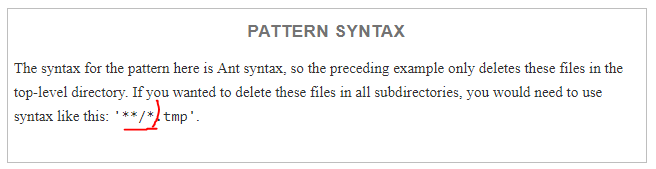 PATTERN SYNTAX
The syntax for the pattern here is Ant syntax, so the preceding example only deletes these files in the
top-level directory. If you wanted to delete these files in all subdirectories, you would need to use
syntax like this: '**/*.tmp'.